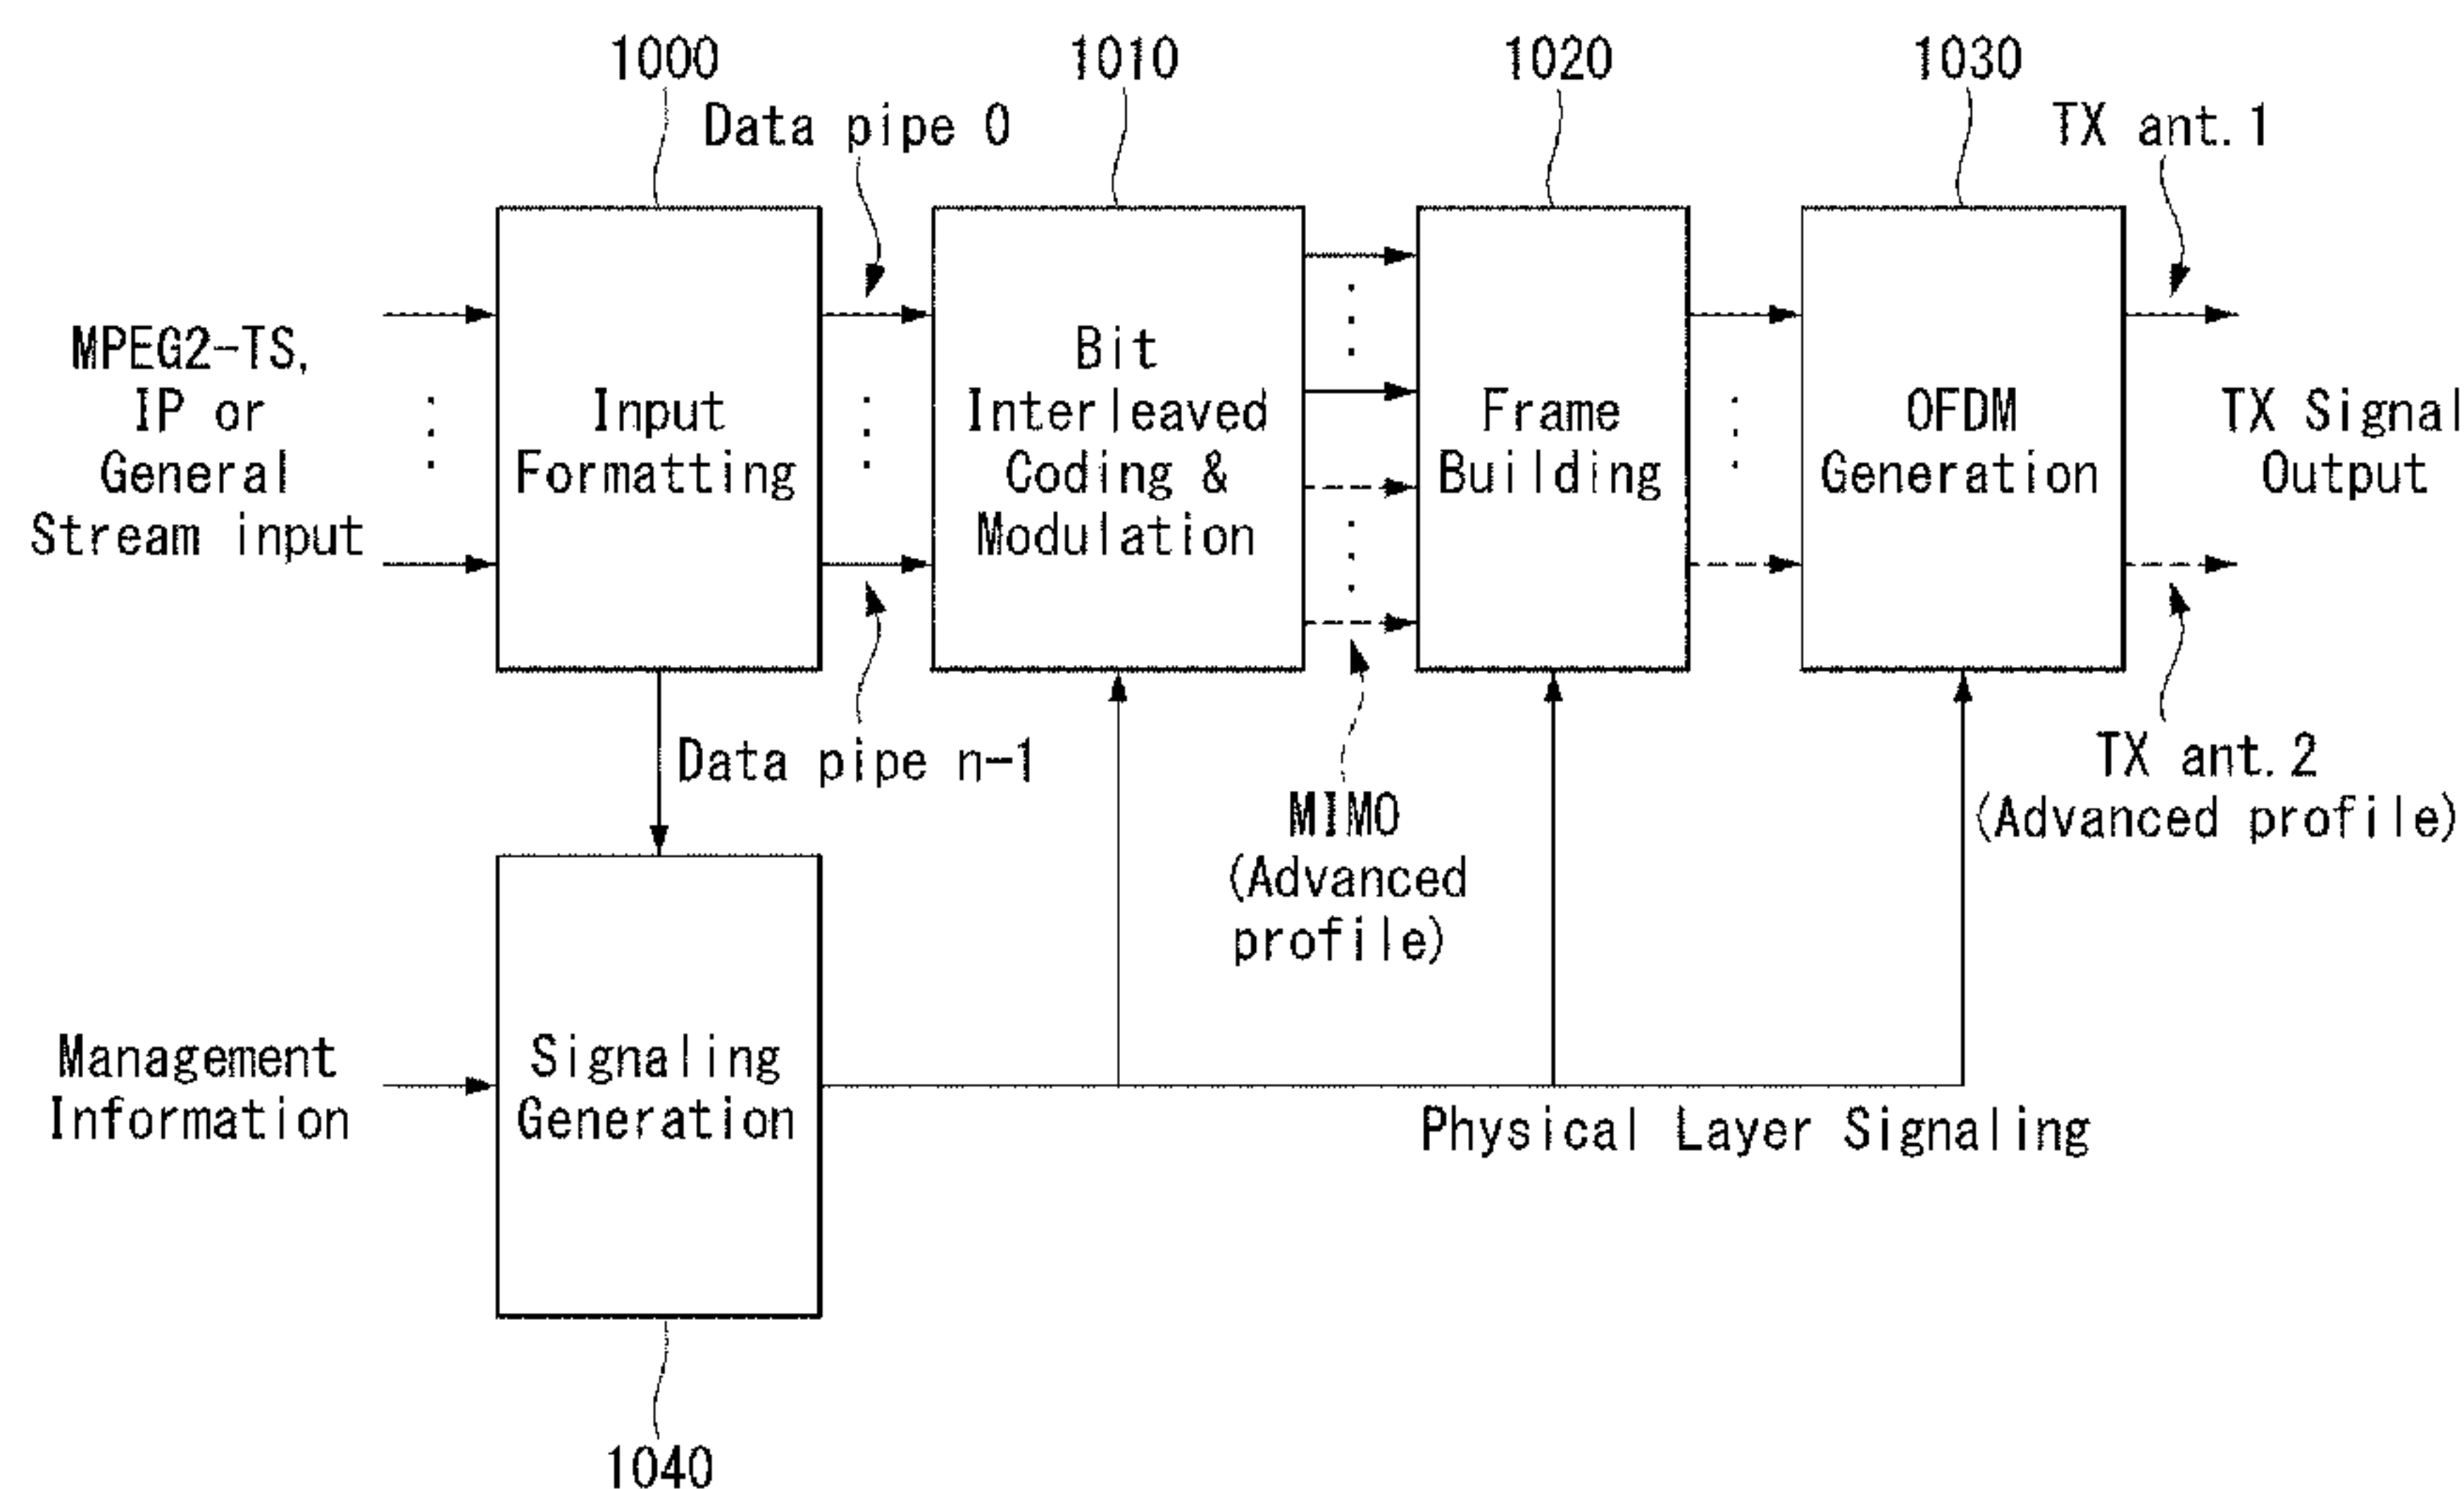 1000
1010
1020
1030
Data pipe 0
TX ant.1
MPEG2-TS,
IP or
General
Stream input
Input
Formatting
Bit
Interleaved
Coding &
Modulation
Frame
Building
OFDM
Generation
TX Signal
Output
Data pipe n-1
MIMO
(Advanced
profile)
TX ant.2
(Advanced profile)
Management
Information
Signaling
Generation
Physical Layer Signaling
1040